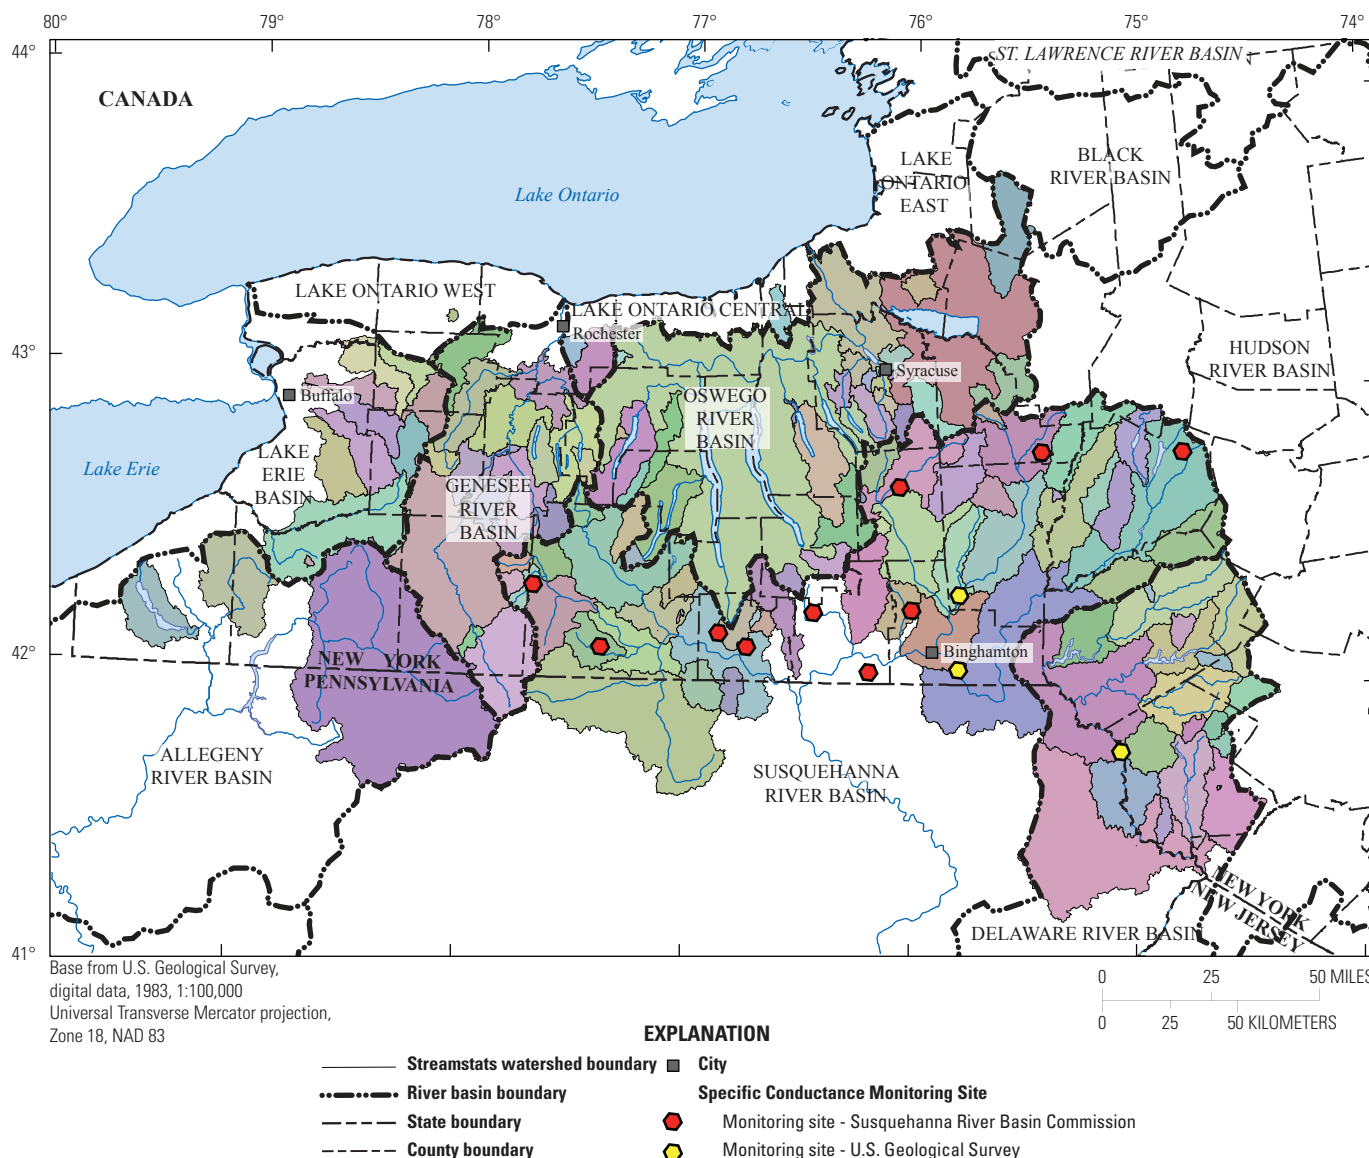 80°
79°
78°
77°
76°
75°
74°
44°
ST. LAWRENCE RIVER BASIN
CANADA
LAKE
ONTARIO
EAST
BLACK
RIVER BASIN
Lake Ontario
LAKE ONTARIO WEST
LAKE ONTARIO CENTRAL
Rochester
43°
HUDSON
RIVER BASIN
Syracuse
Buffalo
OSWEGO
RIVER
BASIN
Lake Erie
LAKE
ERIE
BASIN
GENESEE
RIVER
BASIN
42°
Binghamton
NEW YORK
PENNSYLVANIA
ALLEGENY
RIVER BASIN
SUSQUEHANNA
RIVER BASIN
NEW YORK
NEW JERSEY
DELAWARE RIVER BASIN
41°
Base from U.S. Geological Survey,
digital data, 1983, 1:100,000
Universal Transverse Mercator projection,
Zone 18, NAD 83
0 25 50 MILES
0 25 50 KILOMETERS
EXPLANATION
Streamstats watershed boundary
River basin boundary
State boundary
County boundary
City
Specific Conductance Monitoring Site
Monitoring site - Susquehanna River Basin Commission
Monitoring site - U.S. Geological Survey